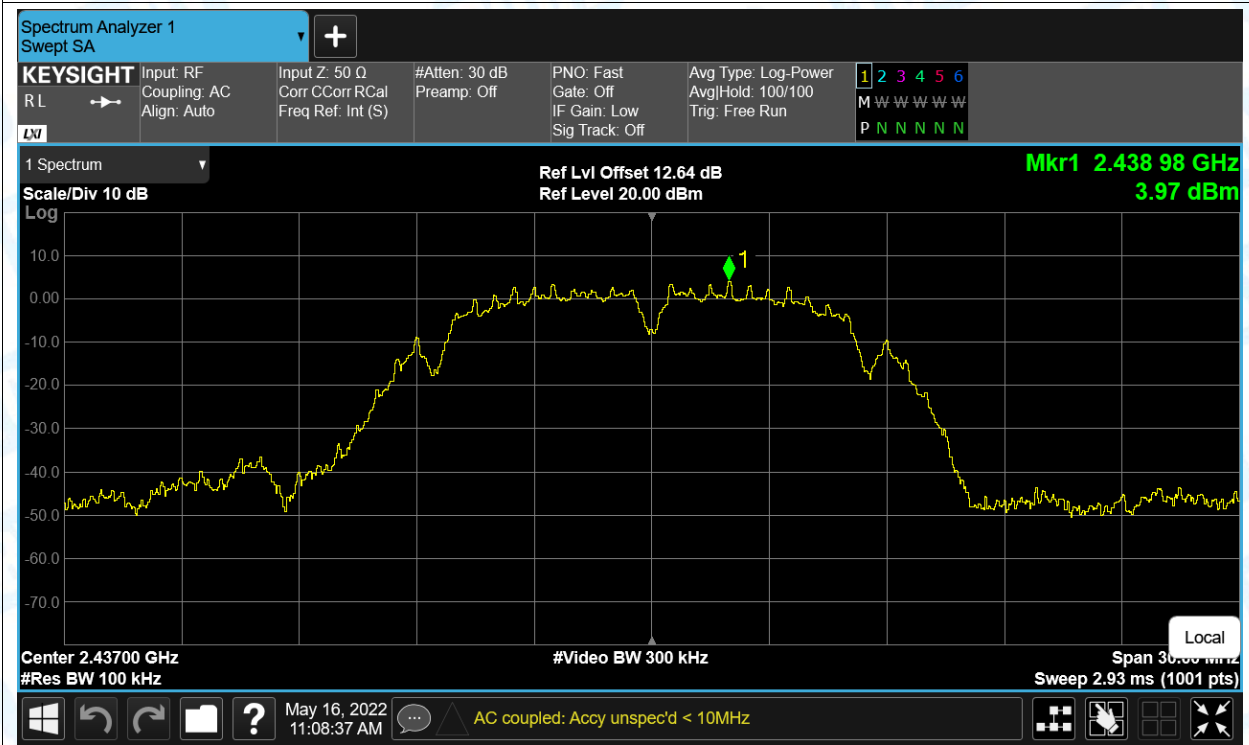 Spectrum Analyzer 1
Swept SA
KEYSIGHT
R L
LXI
Input: RF
Coupling: AC
Align: Auto
Input Z: 50 Ω
Corr CCorr RCal
Freq Ref: Int (S)
#Atten: 30 dB
Preamp: Off
PNO: Fast
Gate: Off
IF Gain: Low
Sig Track: Off
Avg Type: Log-Power
Avg|Hold: 100/100
Trig: Free Run
1 2 3 4 5 6
M W W W W W W
P N N N N N
1 Spectrum
Scale/Div 10 dB
Log
Ref Lvl Offset 12.64 dB
Ref Level 20.00 dBm
Mkr1 2.438 98 GHz
3.97 dBm
1
10.0
0.00
-10.0
-20.0
-30.0
-40.0
-50.0
-60.0
-70.0
Local
Center 2.43700 GHz
#Res BW 100 kHz
#Video BW 300 kHz
Span 30.00 MHz
Sweep 2.93 ms (1001 pts)
?
May 16, 2022
11:08:37 AM
AC coupled: Accy unspec'd < 10MHz